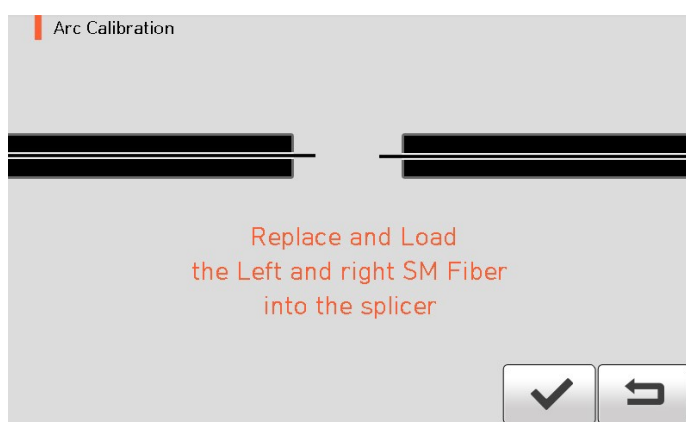 Arc Calibration
Replace and Load
the Left and right SM Fiber
into the splicer